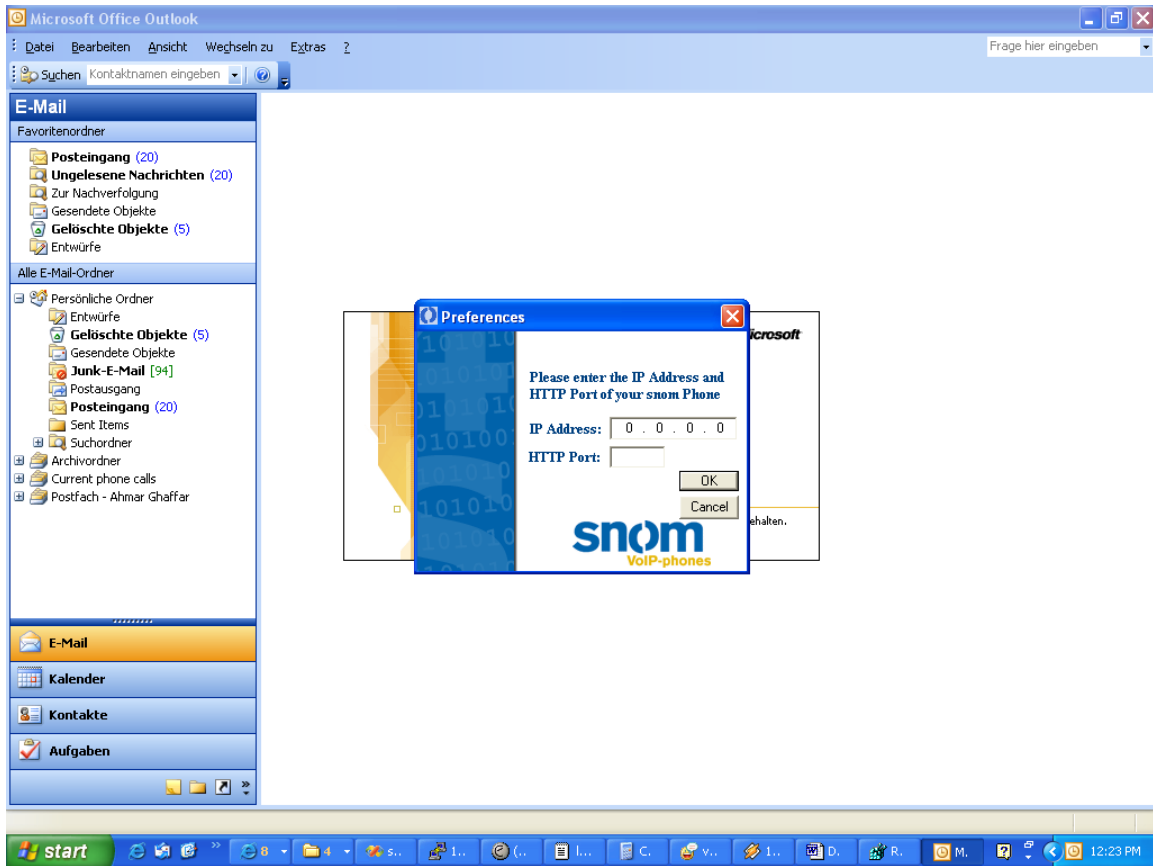 Microsoft Office Outlook
Datei Bearbeiten Ansicht Wechseln zu Extras ?
Frage hier eingeben
Suchen Kontaktnamen eingeben
E-Mail
Favoritenordner
Posteingang (20)
Ungelesene Nachrichten (20)
Zur Nachverfolgung
Gesendete Objekte
Gelöschte Objekte (5)
Entwürfe
Alle E-Mail-Ordner
Persönliche Ordner
Entwürfe
Gelöschte Objekte (5)
Gesendete Objekte
Junk-E-Mail [94]
Postausgang
Posteingang (20)
Sent Items
Suchordner
Archivordner
Current phone calls
Postfach - Ahmar Ghaffar
E-Mail
Kalender
Kontakte
Aufgaben
Preferences
icrosoft
Please enter the IP Address and
HTTP Port of your snom Phone
IP Address: 0 . 0 . 0 . 0
HTTP Port:
OK
Cancel
ehalten.
snom
VoIP-phones
start
8
4
s..
1..
(..
l...
C.
v..
1..
D.
R.
M.
12:23 PM